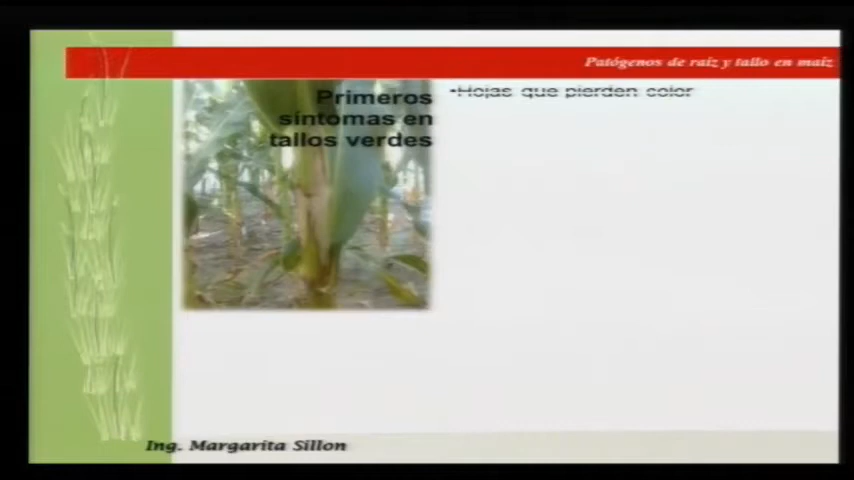 Patógenos de raíz y tallo en maíz
Primeros
síntomas en
tallos verdes
•Hojas que pierden color
Ing. Margarita Sillon